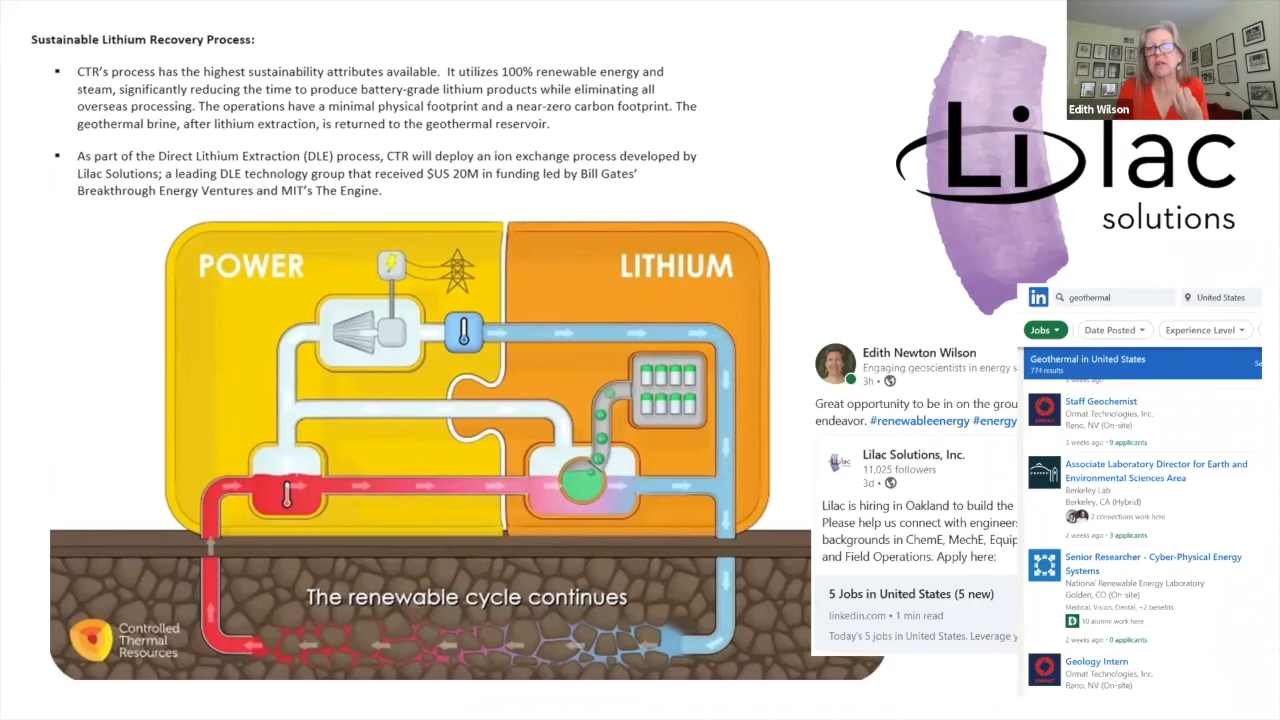 Sustainable Lithium Recovery Process:
▪ CTR's process has the highest sustainability attributes available. It utilizes 100% renewable energy and
steam, significantly reducing the time to produce battery-grade lithium products while eliminating all
overseas processing. The operations have a minimal physical footprint and a near-zero carbon footprint. The
geothermal brine, after lithium extraction, is returned to the geothermal reservoir.
▪ As part of the Direct Lithium Extraction (DLE) process, CTR will deploy an ion exchange process developed by
Lilac Solutions; a leading DLE technology group that received $US 20M in funding led by Bill Gates'
Breakthrough Energy Ventures and MIT's The Engine.
POWER
LITHIUM
The renewable cycle continues
Controlled
Thermal
Resources
Edith Wilson
Lilac
solutions
Edith Newton Wilson
Engaging geoscientists in energy s
3h •
Great opportunity to be in on the grou
endeavor. #renewableenergy #energy
Lilac
Lilac Solutions, Inc.
11,025 followers
3d •
Lilac is hiring in Oakland to build the
Please help us connect with engineers
backgrounds in ChemE, MechE, Equip
and Field Operations. Apply here:
5 Jobs in United States (5 new)
linkedin.com • 1 min read
Today's 5 jobs in United States. Leverage y
in
geothermal
United States
Jobs
Date Posted
Experience Level
Geothermal in United States
Se
774 results
3 weeks ago
ORMAT
Staff Geochemist
Ormat Technologies, Inc.
Reno, NV (On-site)
3 weeks ago • 9 applicants
Associate Laboratory Director for Earth and
Environmental Sciences Area
Berkeley Lab
Berkeley, CA (Hybrid)
2 connections work here
2 weeks ago • 3 applicants
Senior Researcher - Cyber-Physical Energy
Systems
National Renewable Energy Laboratory
Golden, CO (On-site)
Medical, Vision, Dental, +2 benefits
10 alumni work here
2 weeks ago • 0 applicants
ORMAT
Geology Intern
Ormat Technologies, Inc.
Reno, NV (On-site)